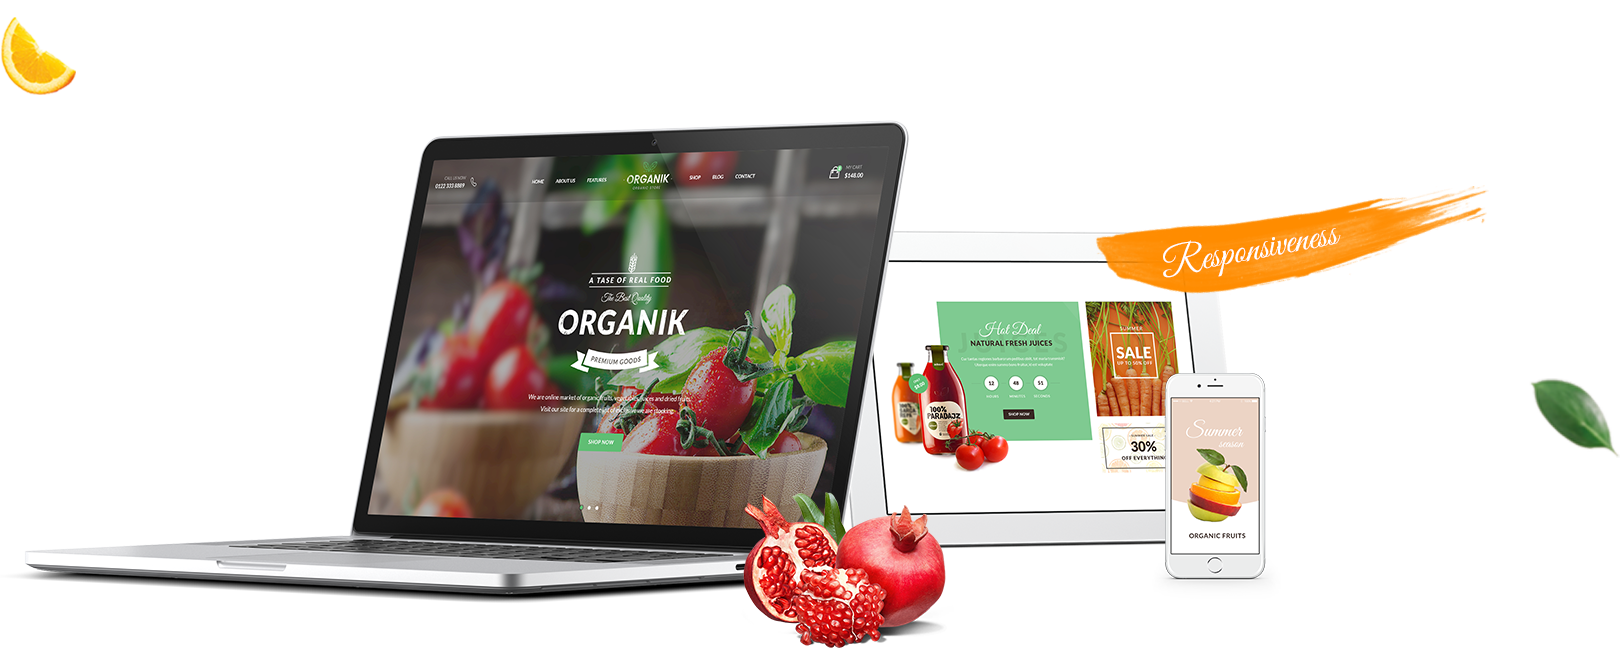 CALL US NOW
0122 333 8889
HOME
ABOUT US
FEATURES
ORGANIK
ORGANIC STORE
SHOP
BLOG
CONTACT
MY CART
$148.00
A TASE OF REAL FOOD
The Best Quality
ORGANIK
PREMIUM GOODS
We are online market of organic fruits, vegetables, juices and dried fruits.
Visit our site for a complete list of exclusive we are stocking.
SHOP NOW
Responsiveness
JUICES
Hot Deal
NATURAL FRESH JUICES
12
48
51
SHOP NOW
100%
PARADAJZ
SUMMER
SALE
UP TO 50% OFF
SUMMER SALE
30%
OFF EVERYTHING
Summer
season
ORGANIC FRUITS